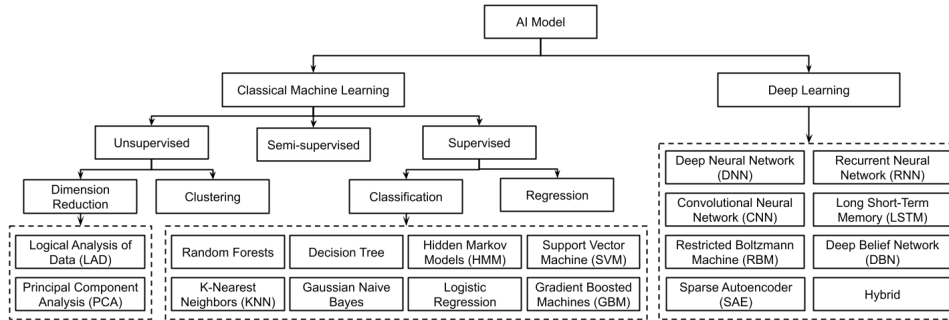 AI Model
Classical Machine Learning
Deep Learning
Unsupervised
Semi-supervised
Supervised
Dimension
Reduction
Clustering
Classification
Regression
Logical Analysis of
Data (LAD)
Principal Component
Analysis (PCA)
Random Forests
Decision Tree
Hidden Markov
Models (HMM)
Support Vector
Machine (SVM)
K-Nearest
Neighbors (KNN)
Gaussian Naive
Bayes
Logistic
Regression
Gradient Boosted
Machines (GBM)
Deep Neural Network
(DNN)
Recurrent Neural
Network (RNN)
Convolutional Neural
Network (CNN)
Long Short-Term
Memory (LSTM)
Restricted Boltzmann
Machine (RBM)
Deep Belief Network
(DBN)
Sparse Autoencoder
(SAE)
Hybrid